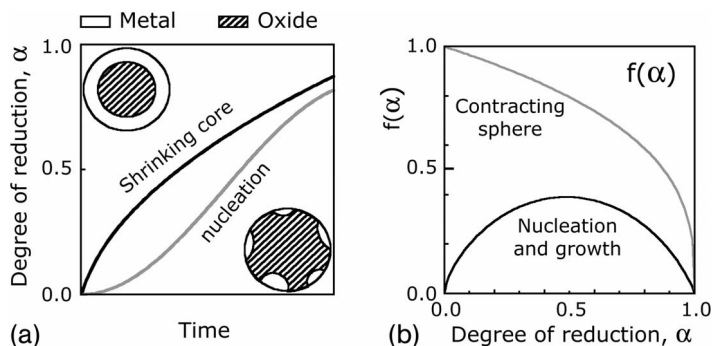 Metal
Oxide
Degree of reduction, α
1.0
0.5
0.0
Shrinking core
nucleation
(a)
Time
f(α)
1.0
0.5
0.0
f(α)
Contracting
sphere
Nucleation
and growth
0.0
0.5
1.0
(b)
Degree of reduction, α